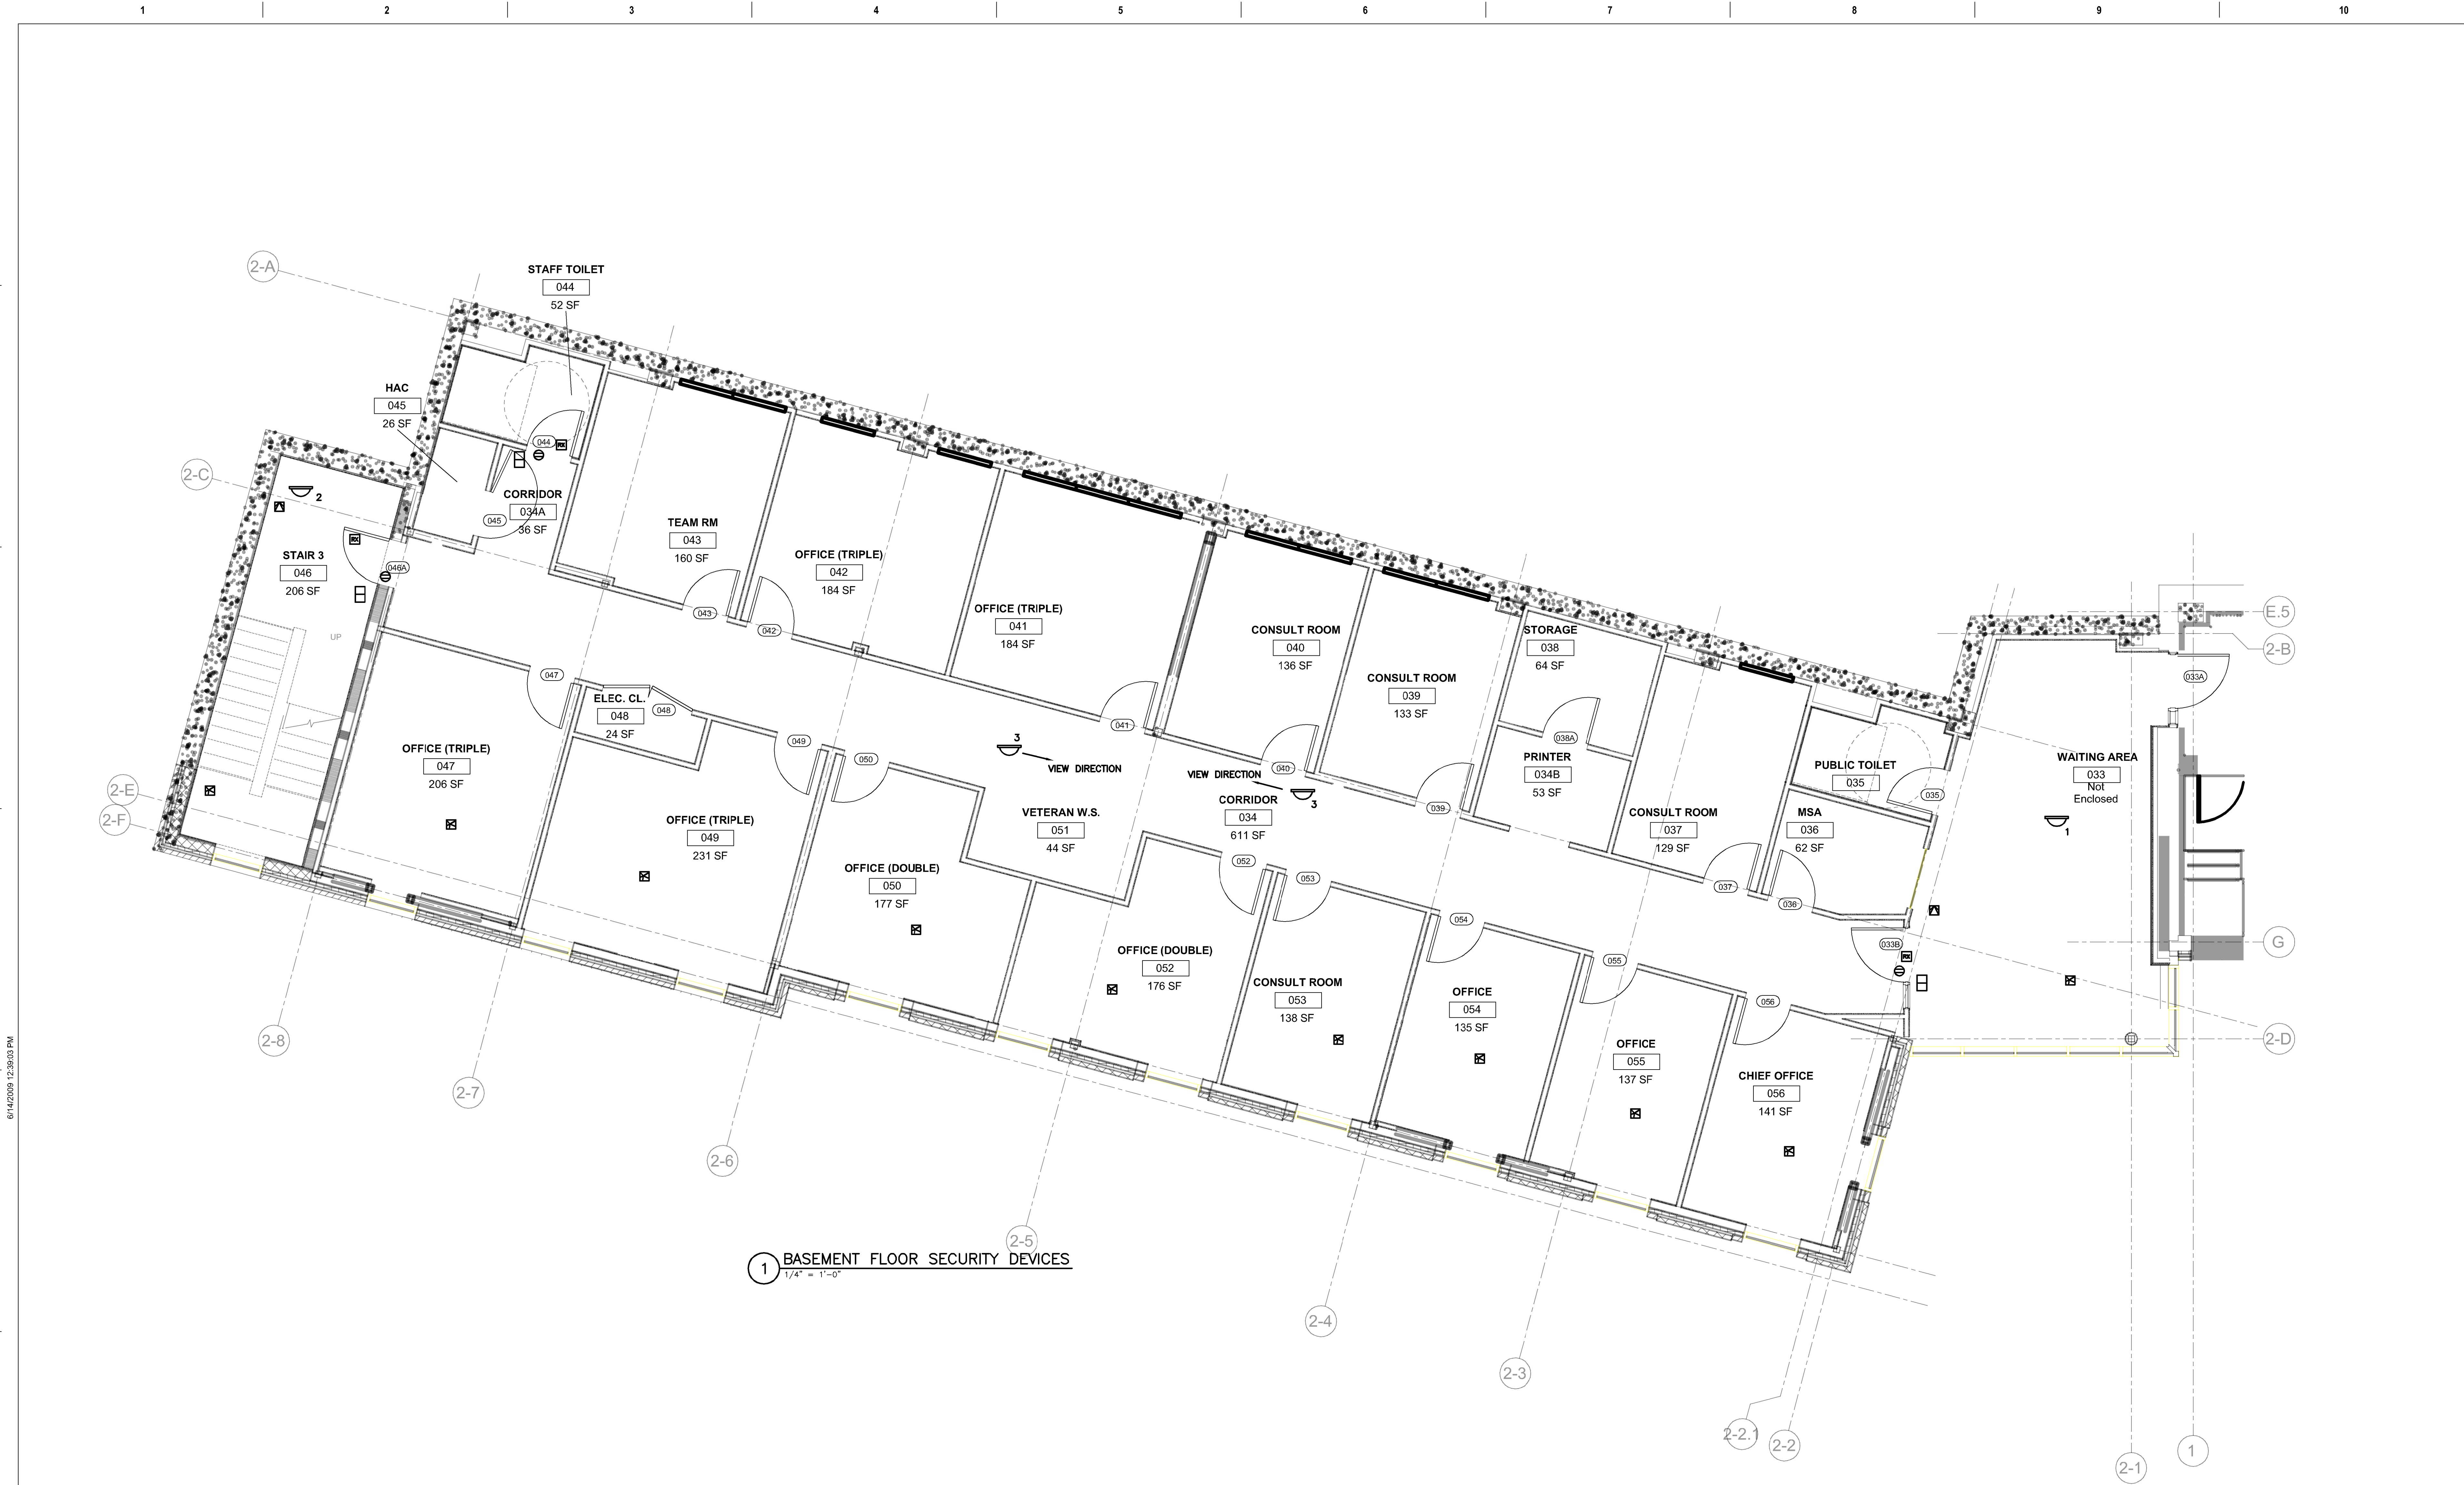 1 2 3 4 5 6 7 8 9 10
2-A
STAFF TOILET
044
52 SF
HAC
045
26 SF
044
RX
2-C
2
CORRIDOR
034A
36 SF
045
TEAM RM
043
160 SF
RX
STAIR 3
046
206 SF
046A
OFFICE (TRIPLE)
042
184 SF
OFFICE (TRIPLE)
041
184 SF
043
042
UP
CONSULT ROOM
040
136 SF
STORAGE
038
64 SF
E.5
2-B
033A
047
CONSULT ROOM
039
133 SF
ELEC. CL.
048
24 SF
048
041
038A
049
050
3
VIEW DIRECTION
OFFICE (TRIPLE)
047
206 SF
PRINTER
034B
53 SF
WAITING AREA
033
Not
Enclosed
PUBLIC TOILET
035
040
VIEW DIRECTION
3
039
035
2-E
2-F
CORRIDOR
034
611 SF
VETERAN W.S.
051
44 SF
OFFICE (TRIPLE)
049
231 SF
CONSULT ROOM
037
129 SF
MSA
036
62 SF
1
052
OFFICE (DOUBLE)
050
177 SF
053
037
036
054
033B
RX
G
OFFICE (DOUBLE)
052
176 SF
055
CONSULT ROOM
053
138 SF
OFFICE
054
135 SF
056
2-8
2-D
OFFICE
055
137 SF
CHIEF OFFICE
056
141 SF
2-7
2-6
2-5
1 BASEMENT FLOOR SECURITY DEVICES
1/4" = 1'-0"
2-4
2-3
2-2.1
2-2
2-1
1
6/14/2009 12:39:03 PM